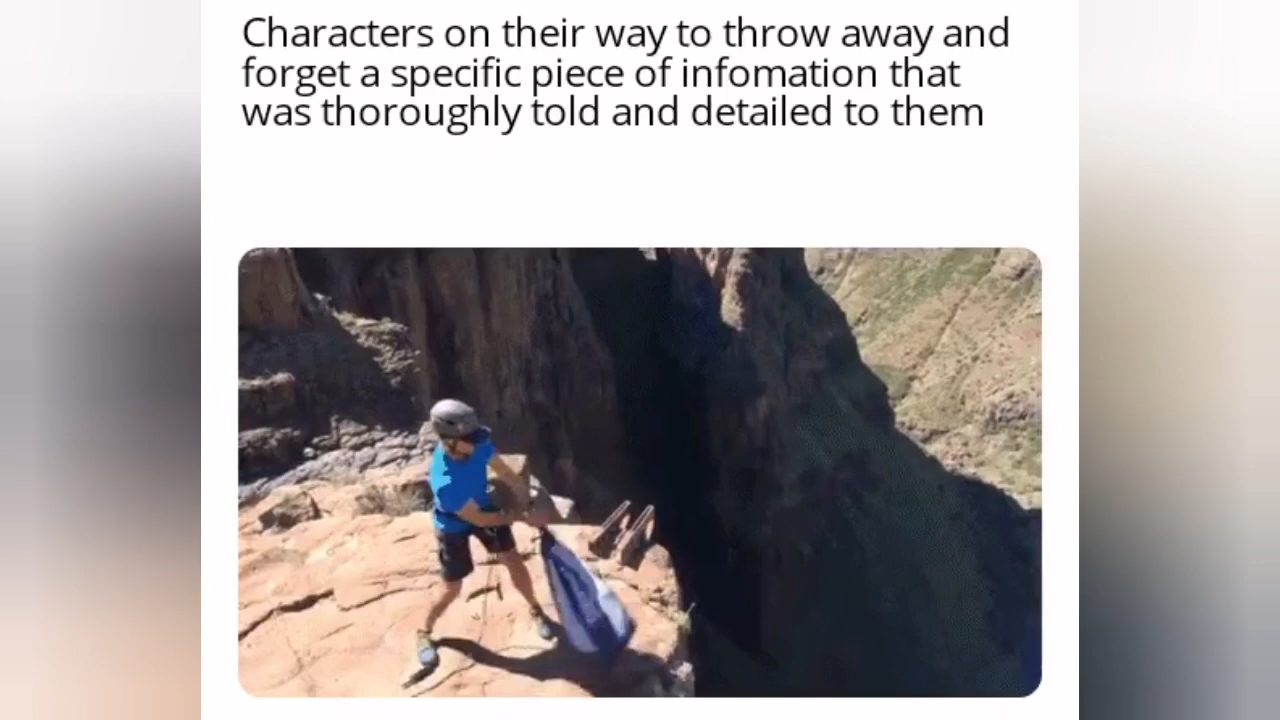 Characters on their way to throw away and
forget a specific piece of infomation that
was thoroughly told and detailed to them